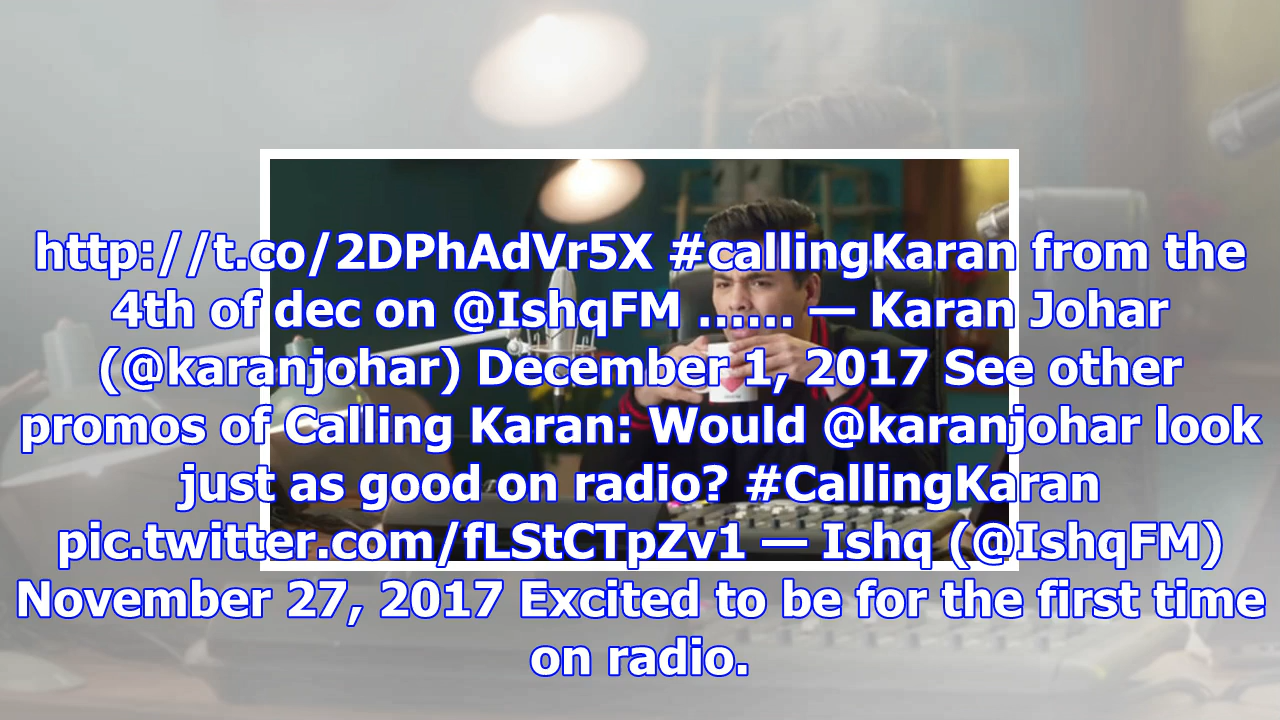 http://t.co/2DPhAdVr5X #callingKaran from the
4th of dec on @IshqFM ...... — Karan Johar
(@karanjohar) December 1, 2017 See other
promos of Calling Karan: Would @karanjohar look
just as good on radio? #CallingKaran
pic.twitter.com/fLStCTpZv1 — Ishq (@IshqFM)
November 27, 2017 Excited to be for the first time
on radio.